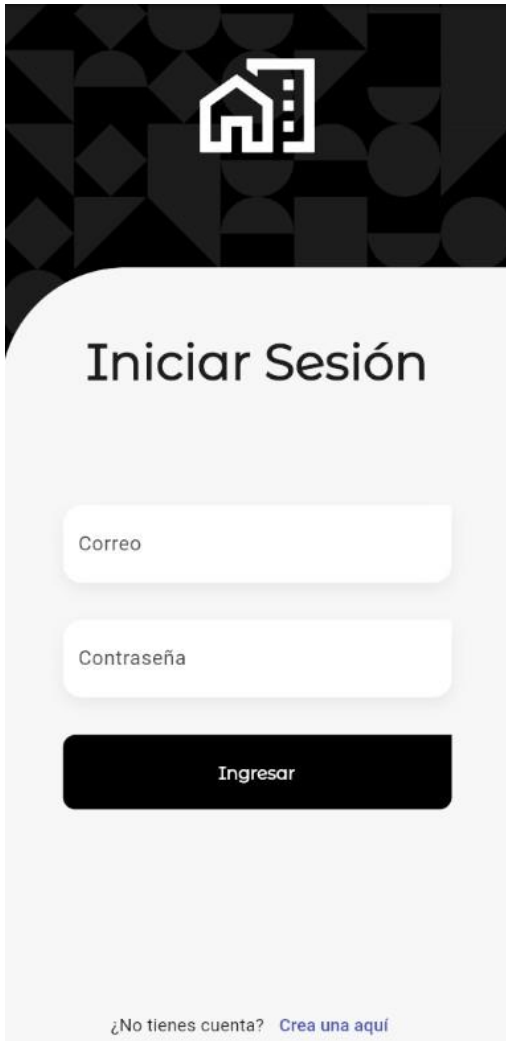 Iniciar Sesión
Correo
Contraseña
Ingresar
¿No tienes cuenta? Crea una aquí